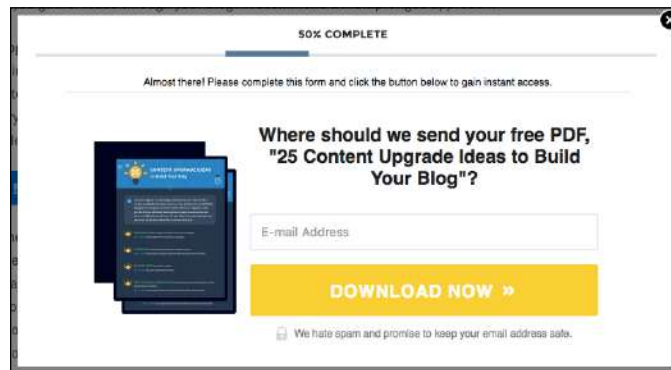 50% COMPLETE
Almost there! Please complete this form and click the button below to gain instant access.
Where should we send your free PDF,
"25 Content Upgrade Ideas to Build
Your Blog"?
E-mail Address
DOWNLOAD NOW »
We hate spam and promise to keep your email address safe.